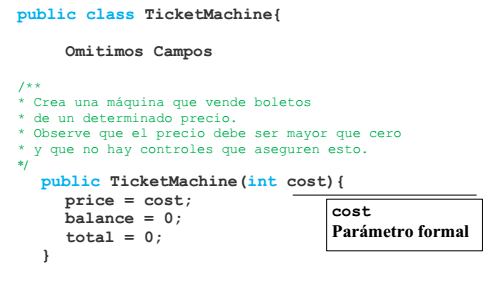 public class TicketMachine{
Omitimos Campos
/**
* Crea una máquina que vende boletos
* de un determinado precio.
* Observe que el precio debe ser mayor que cero
* y que no hay controles que aseguren esto.
*/
public TicketMachine(int cost){
price = cost;
balance = 0;
total = 0;
}
cost
Parámetro formal